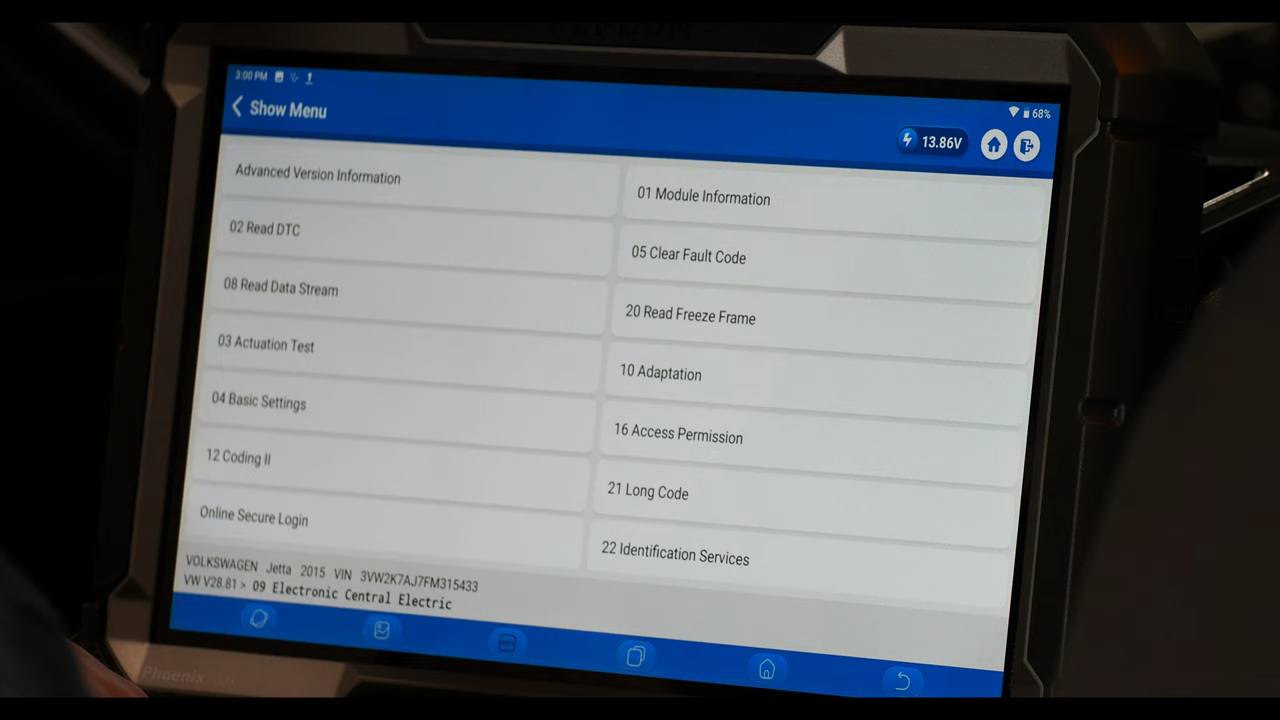 3:00 PM
68%
Show Menu
13.86V
Advanced Version Information
01 Module Information
02 Read DTC
05 Clear Fault Code
08 Read Data Stream
20 Read Freeze Frame
03 Actuation Test
10 Adaptation
04 Basic Settings
16 Access Permission
12 Coding II
21 Long Code
Online Secure Login
22 Identification Services
VOLKSWAGEN Jetta 2015 VIN 3VW2K7AJ7FM315433
VW V28.81 > 09 Electronic Central Electric
Phoenix